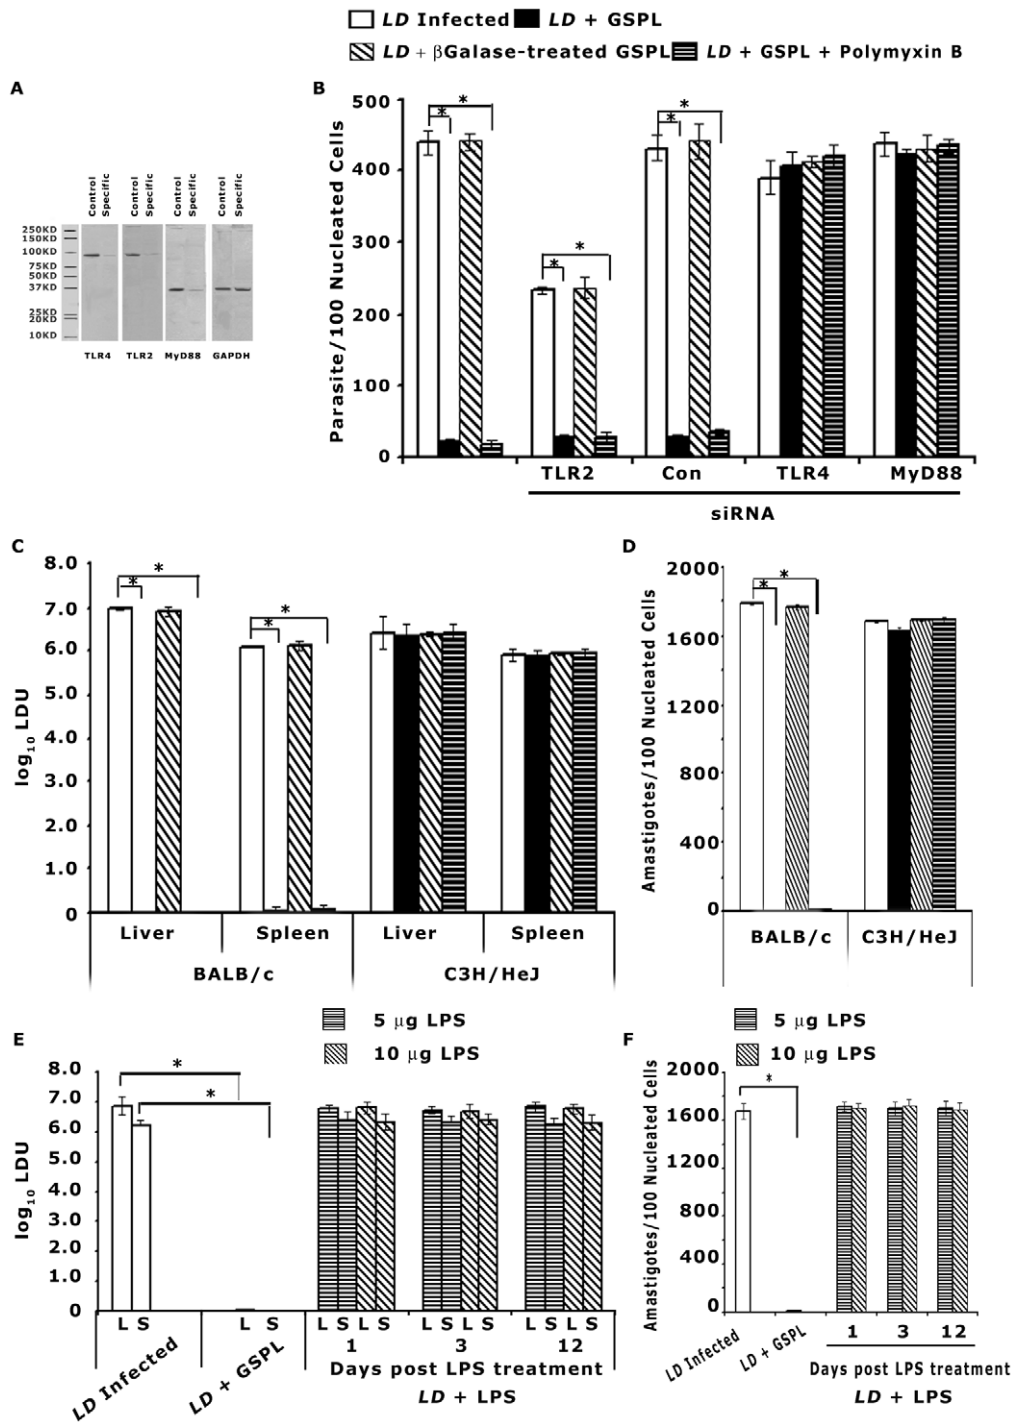 LD Infected LD + GSPL
LD + βGalase-treated GSPL LD + GSPL + Polymyxin B
A
Control Specific Control Specific Control Specific Control Specific
250KD
150KD
100KD
75KD
50KD
37KD
25KD
20KD
10KD
TLR4 TLR2 MyD88 GAPDH
B
Parasite/100 Nucleated Cells
500
400
300
200
100
0
* * * * * *
TLR2 Con TLR4 MyD88
siRNA
C
log10 LDU
8.0
7.0
6.0
5.0
4.0
3.0
2.0
1.0
0
* * * *
Liver Spleen Liver Spleen
BALB/c C3H/HeJ
D
Amastigotes/100 Nucleated Cells
2000
1600
1200
800
400
0
* *
BALB/c C3H/HeJ
E
5 μg LPS
10 μg LPS
log10 LDU
8.0
7.0
6.0
5.0
4.0
3.0
2.0
1.0
0
* *
L S L S L S L S L S L S L S L S
1 3 12
LD Infected LD + GSPL
Days post LPS treatment
LD + LPS
F
5 μg LPS
10 μg LPS
Amastigotes/100 Nucleated Cells
2000
1600
1200
800
400
0
*
LD Infected LD + GSPL
1 3 12
Days post LPS treatment
LD + LPS